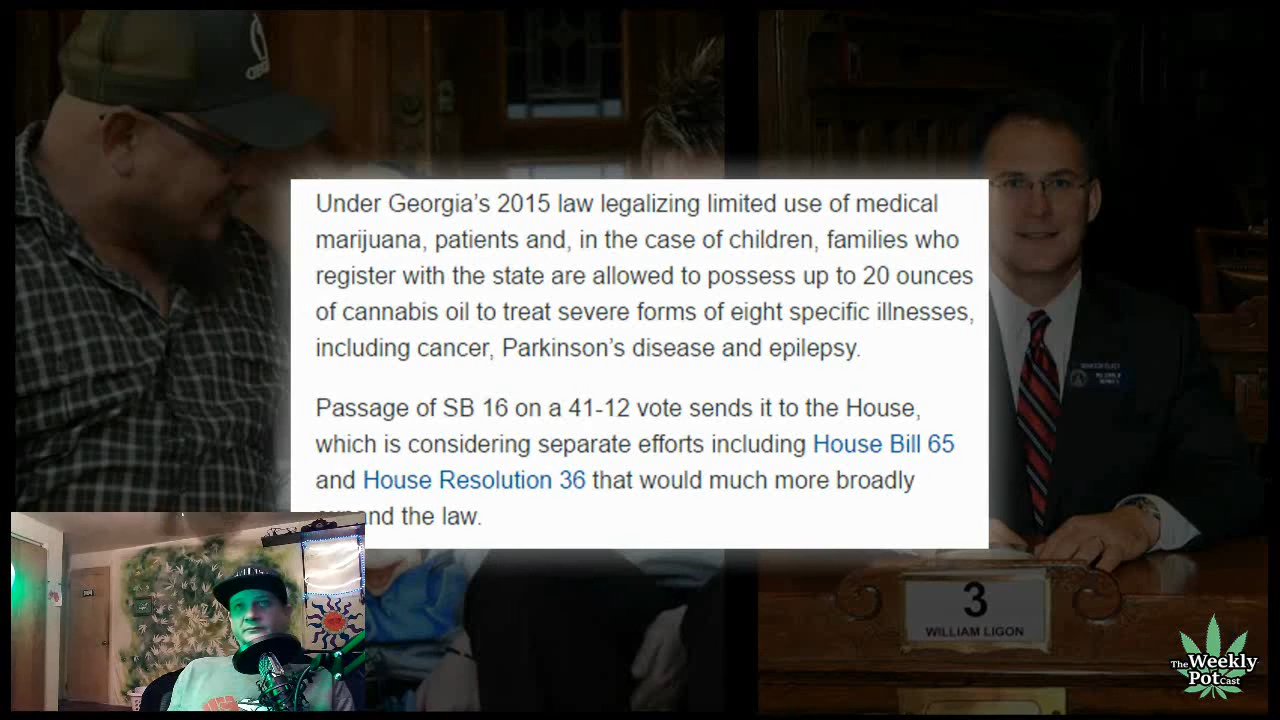 Under Georgia’s 2015 law legalizing limited use of medical
marijuana, patients and, in the case of children, families who
register with the state are allowed to possess up to 20 ounces
of cannabis oil to treat severe forms of eight specific illnesses,
including cancer, Parkinson’s disease and epilepsy.
Passage of SB 16 on a 41-12 vote sends it to the House,
which is considering separate efforts including House Bill 65
and House Resolution 36 that would much more broadly
the law.
3
WILLIAM LIGON
The Weekly
PotCast